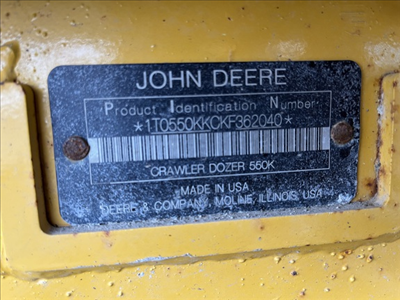 JOHN DEERE
Product Identification Number
*1T0550KKCKF362040*
CRAWLER DOZER 550K
MADE IN USA
DEERE & COMPANY, MOLINE, ILLINOIS, USA